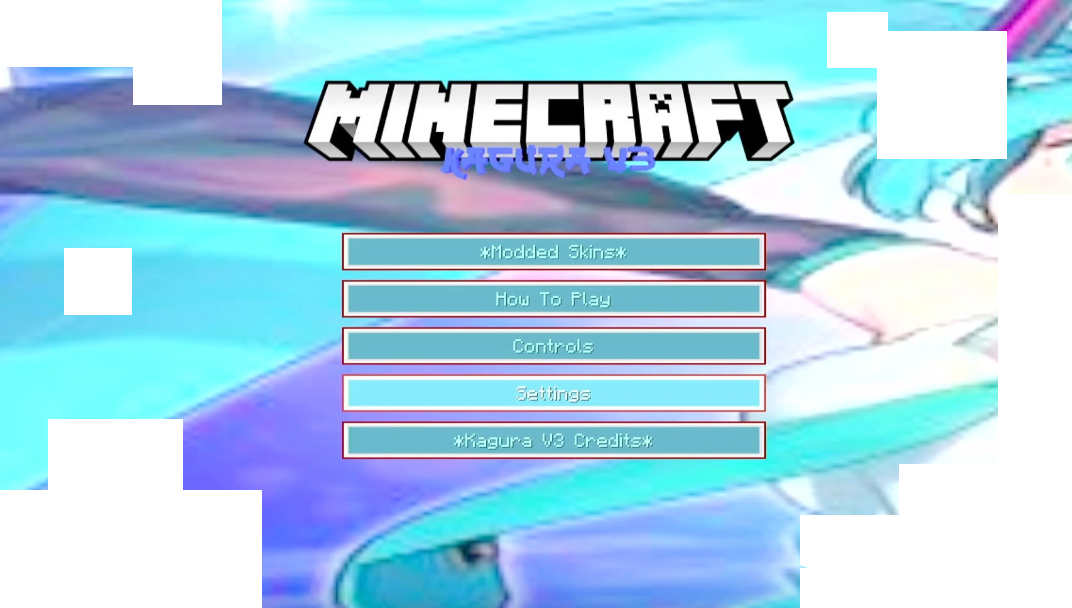 MINECRAFT
KAGURA V3
*Modded Skins*
How To Play
Controls
Settings
*Kagura V3 Credits*